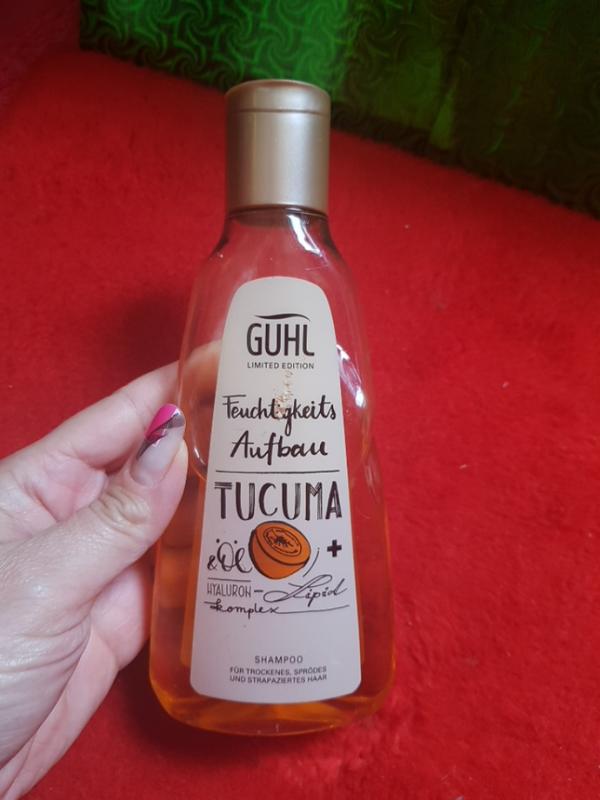 GUHL
LIMITED EDITION
Feuchtigkeits
Aufbau
TUCUMA
& Öl +
HYALURON - Lipid
komplex
SHAMPOO
FÜR TROCKENES, SPRÖDES
UND STRAPAZIERTES HAAR